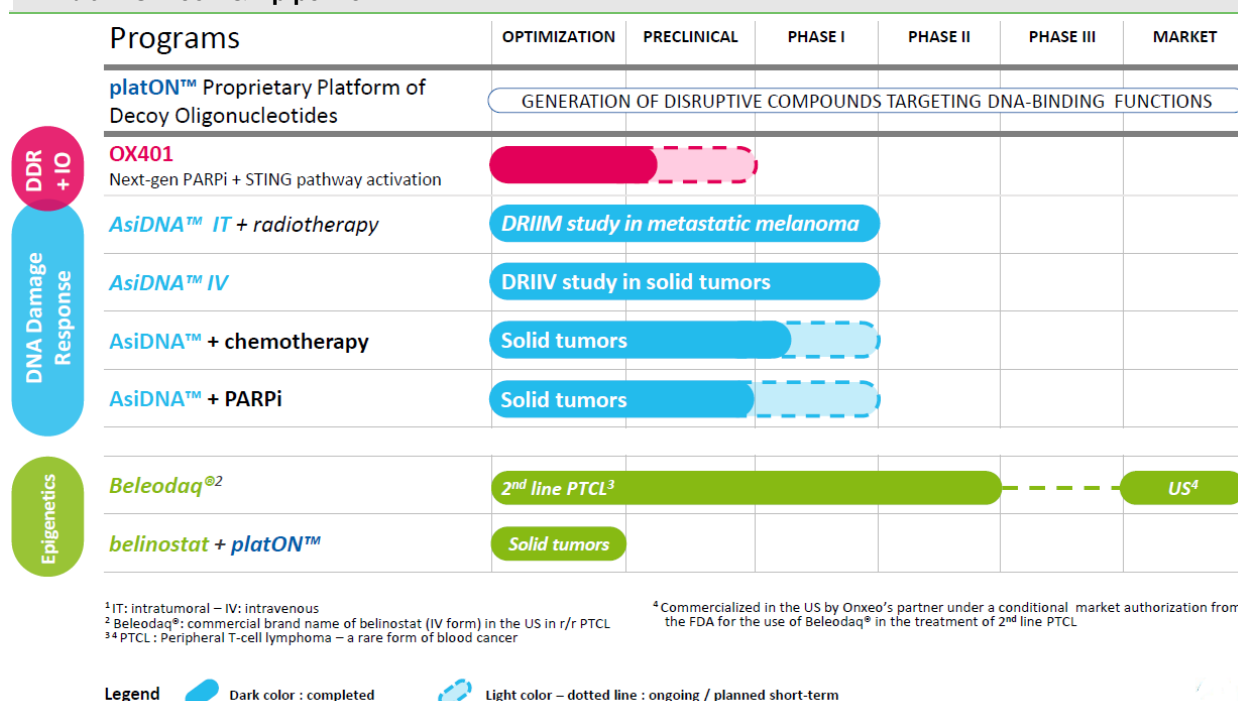 Programs
OPTIMIZATION PRECLINICAL PHASE I PHASE II PHASE III MARKET
platON™ Proprietary Platform of
Decoy Oligonucleotides
GENERATION OF DISRUPTIVE COMPOUNDS TARGETING DNA-BINDING FUNCTIONS
DDR
+ IO
OX401
Next-gen PARPi + STING pathway activation
DNA Damage
Response
AsiDNA™ IT + radiotherapy
DRIIM study in metastatic melanoma
AsiDNA™ IV
DRIIV study in solid tumors
AsiDNA™ + chemotherapy
Solid tumors
AsiDNA™ + PARPi
Solid tumors
Epigenetics
Beleodaq®2
2nd line PTCL3
US4
belinostat + platON™
Solid tumors
1 IT: intratumoral – IV: intravenous
2 Beleodaq®: commercial brand name of belinostat (IV form) in the US in r/r PTCL
3 4 PTCL : Peripheral T-cell lymphoma – a rare form of blood cancer
4 Commercialized in the US by Onxeo's partner under a conditional market authorization from
the FDA for the use of Beleodaq® in the treatment of 2nd line PTCL
Legend Dark color : completed Light color – dotted line : ongoing / planned short-term